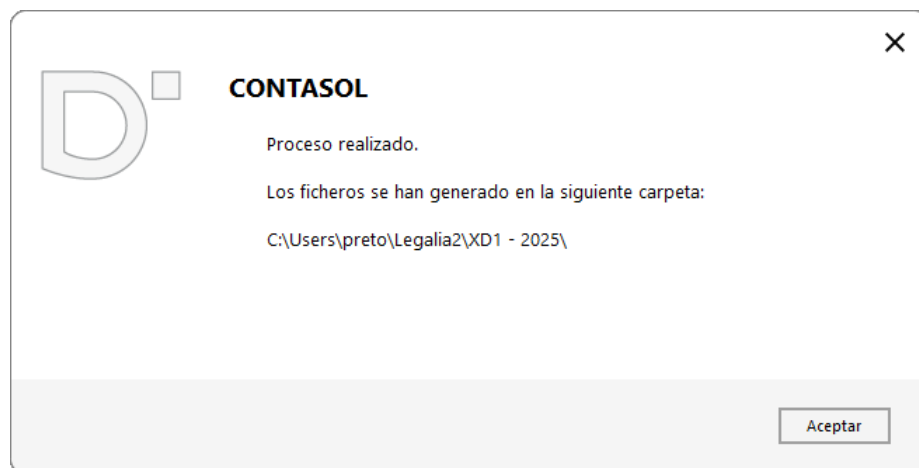 CONTASOL
Proceso realizado.
Los ficheros se han generado en la siguiente carpeta:
C:\Users\preto\Legalia2\XD1 - 2025\
Aceptar